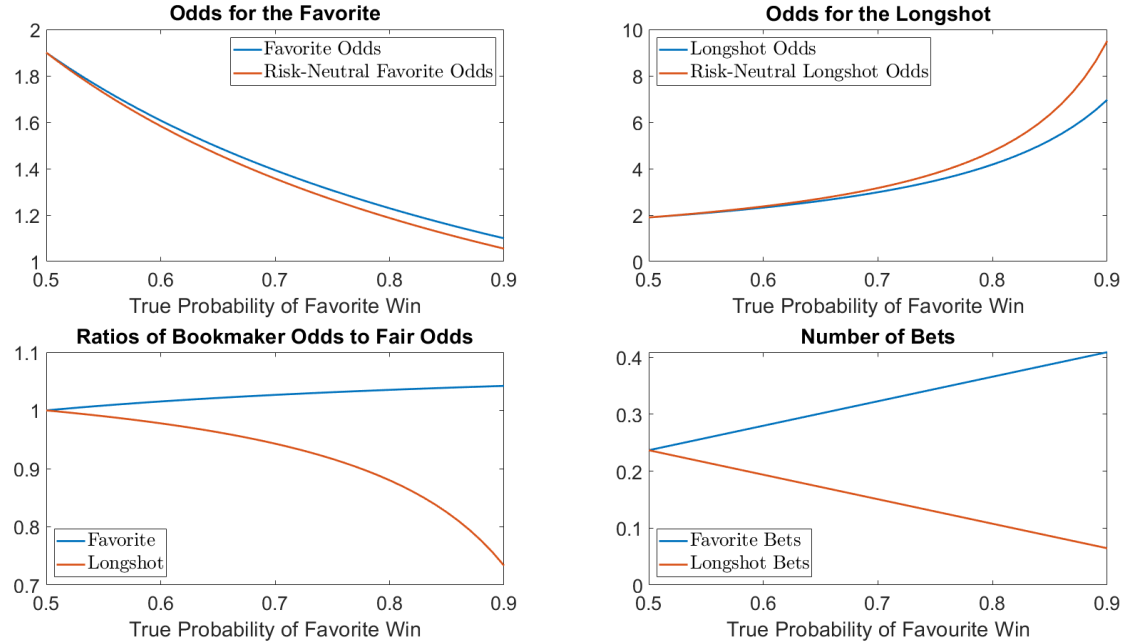 Odds for the Favorite
2
1.8
1.6
1.4
1.2
1
Favorite Odds
Risk-Neutral Favorite Odds
0.5 0.6 0.7 0.8 0.9
True Probability of Favorite Win
Odds for the Longshot
10
8
6
4
2
0
Longshot Odds
Risk-Neutral Longshot Odds
0.5 0.6 0.7 0.8 0.9
True Probability of Favorite Win
Ratios of Bookmaker Odds to Fair Odds
1.1
1
0.9
0.8
0.7
Favorite
Longshot
0.5 0.6 0.7 0.8 0.9
True Probability of Favorite Win
Number of Bets
0.4
0.3
0.2
0.1
0
Favorite Bets
Longshot Bets
0.5 0.6 0.7 0.8 0.9
True Probability of Favourite Win